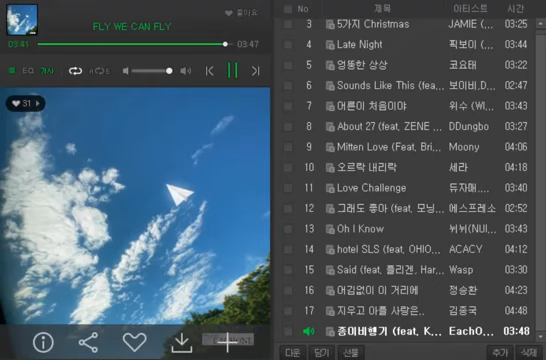 좋아요
FLY WE CAN FLY
03:41
03:47
EQ 가사
31
No 제목 아티스트 시간
3 5가지 Christmas JAMIE (... 03:25
4 Late Night 픽보이 (44... 03:33
5 엉뚱한 상상 코요태 03:22
6 Sounds Like This (fea... 보이비,D... 02:47
7 어른이 처음이야 위수 (WI... 03:43
8 About 27 (feat. ZENE ... DDungbo 03:27
9 Mitten Love (Feat. Bri... Moony 04:06
10 오르락 내리락 세라 04:18
11 Love Challenge 듀자매.... 03:40
12 그래도 좋아 (feat. 모닝... 에스프레소 02:52
13 Oh I Know 뉘뉘(NUI... 03:43
14 hotel SLS (feat. OHIO... ACACY 04:12
15 Said (feat. 플리겐, Har... Wasp 03:30
16 어김없이 이 거리에 정승환 04:23
17 지우고 아플 사랑은.. 김종국 04:48
종이비행기 (feat. K... EachO... 03:48
다운 담기 선물 추가 삭제